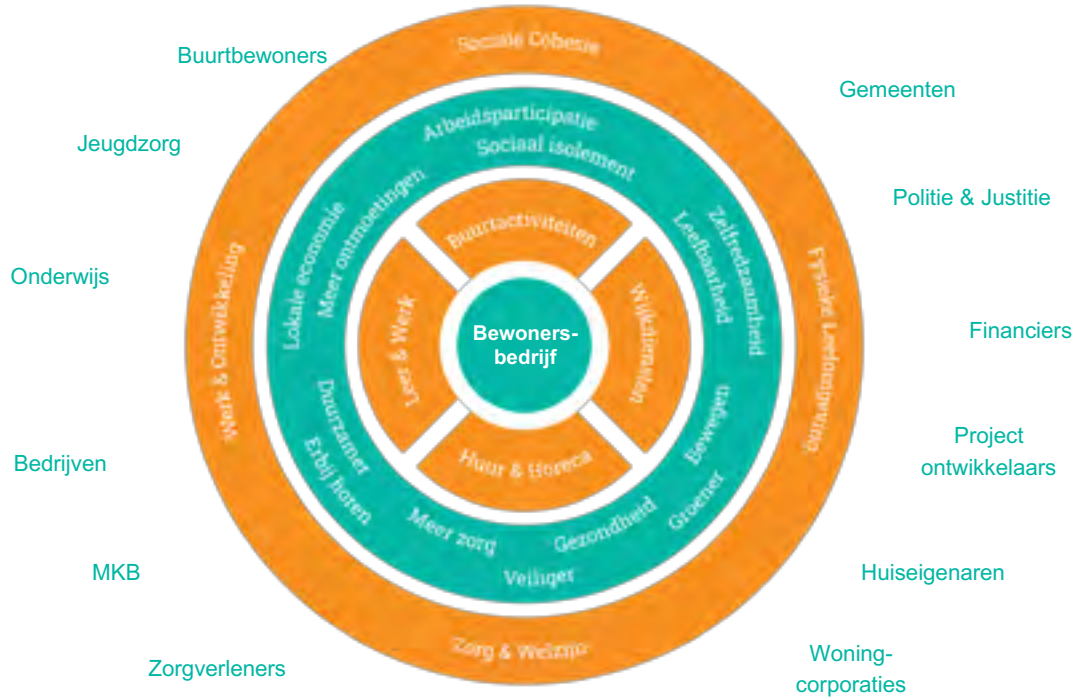 Buurtbewoners
Jeugdzorg
Onderwijs
Bedrijven
MKB
Zorgverleners
Sociale Cohesie
Arbeidsparticipatie
Sociaal isolement
Lokale economie
Meer ontmoetingen
Zelfredzaamheid
Leefbaarheid
Buurtactiviteiten
Leer & Werk
Wijkdiensten
Bewoners-
bedrijf
Huur & Horeca
Werk & Ontwikkeling
Fysieke Leefomgeving
Duurzamer
Erbij horen
Bewegen
Groener
Meer zorg
Gezondheid
Veiliger
Zorg & Welzijn
Gemeenten
Politie & Justitie
Financiers
Project
ontwikkelaars
Huiseigenaren
Woning-
corporaties